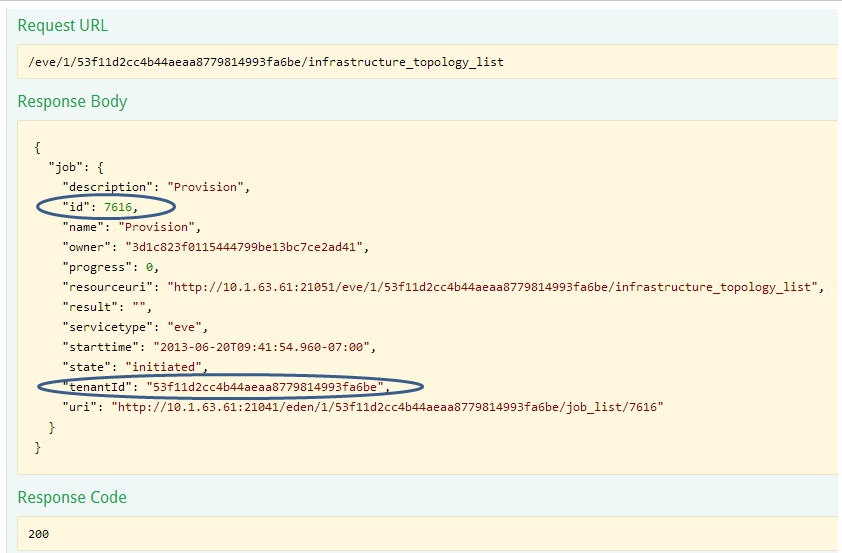 Request URL
/eve/1/53f11d2cc4b44aeaa8779814993fa6be/infrastructure_topology_list
Response Body
{
"job": {
"description": "Provision",
"id": 7616,
"name": "Provision",
"owner": "3d1c823f0115444799be13bc7ce2ad41",
"progress": 0,
"resourceuri": "http://10.1.63.61:21051/eve/1/53f11d2cc4b44aeaa8779814993fa6be/infrastructure_topology_list",
"result": "",
"servicetype": "eve",
"starttime": "2013-06-20T09:41:54.960-07:00",
"state": "initiated",
"tenantId": "53f11d2cc4b44aeaa8779814993fa6be",
"uri": "http://10.1.63.61:21041/eden/1/53f11d2cc4b44aeaa8779814993fa6be/job_list/7616"
}
}
Response Code
200